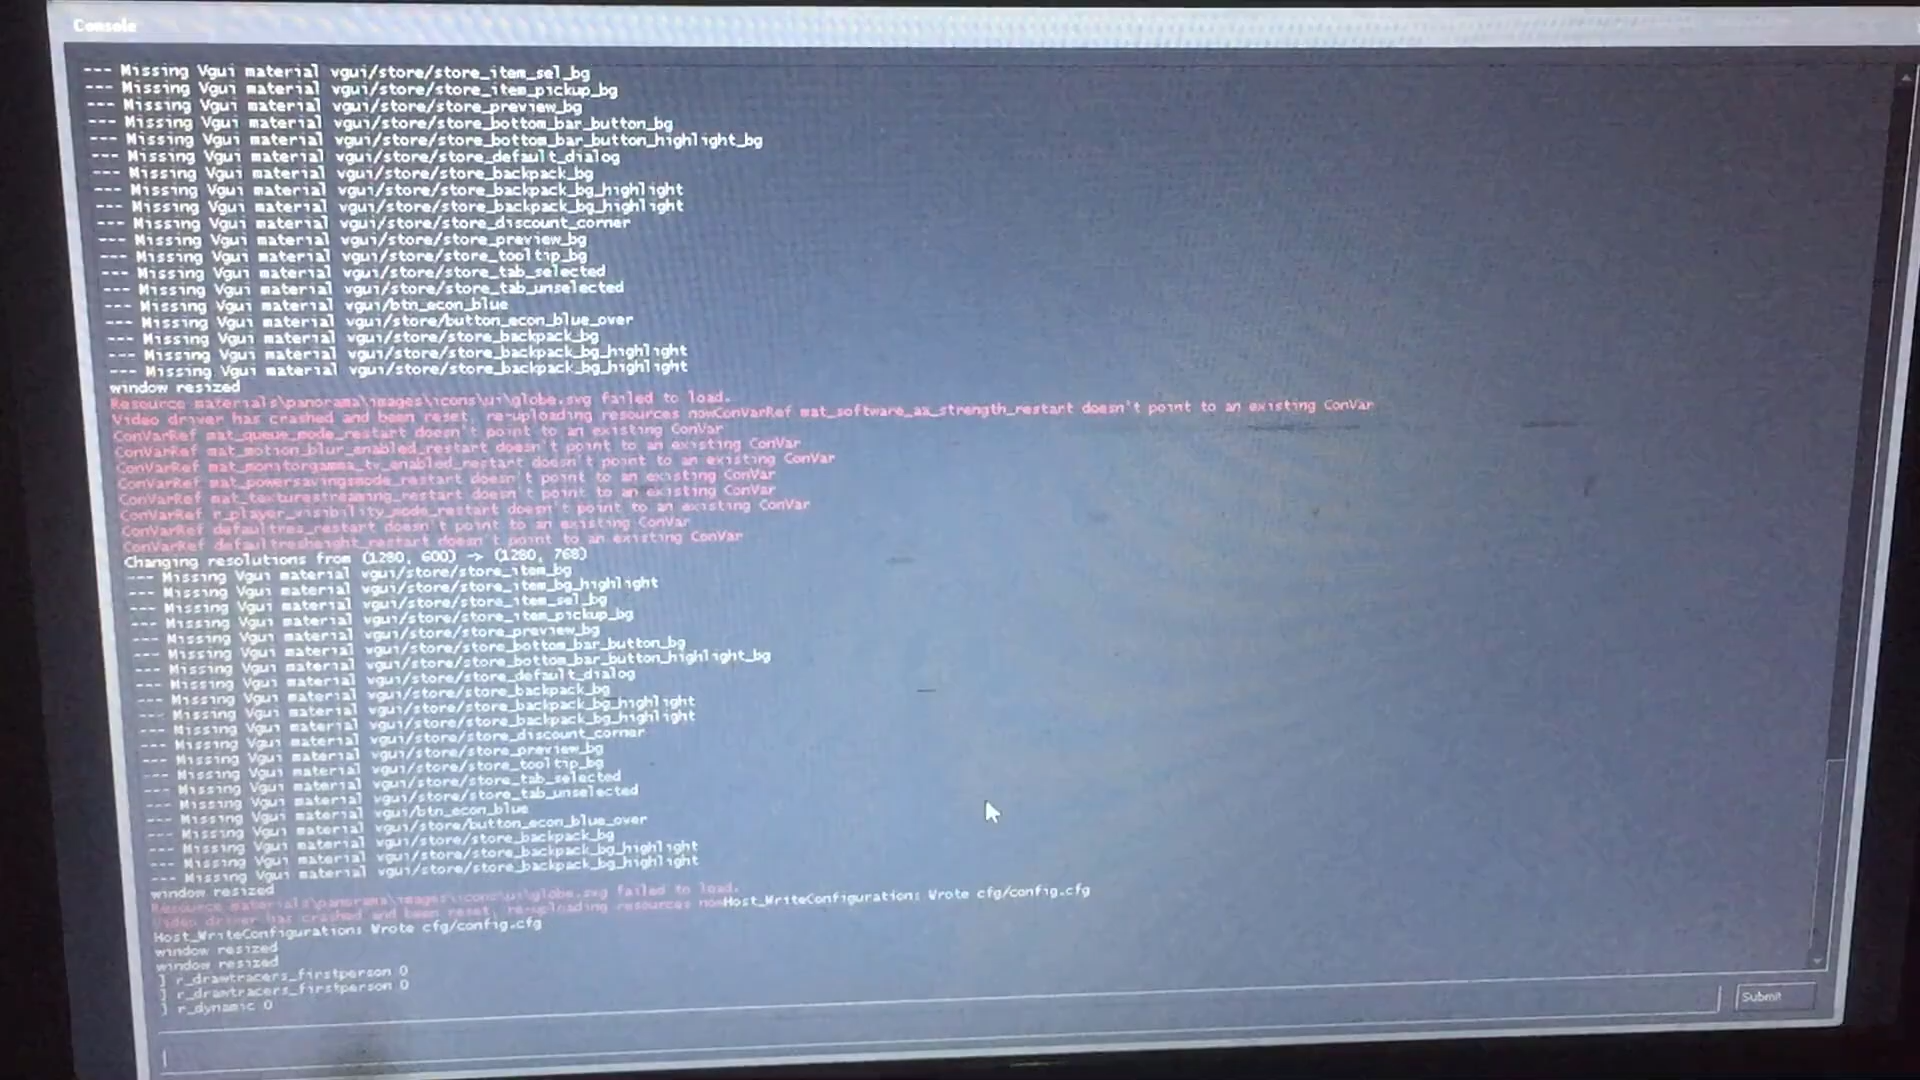 Console
--- Missing Vgui material vgui/store/store_item_sel_bg
--- Missing Vgui material vgui/store/store_item_pickup_bg
--- Missing Vgui material vgui/store/store_preview_bg
--- Missing Vgui material vgui/store/store_bottom_bar_button_bg
--- Missing Vgui material vgui/store/store_bottom_bar_button_highlight_bg
--- Missing Vgui material vgui/store/store_default_dialog
--- Missing Vgui material vgui/store/store_backpack_bg
--- Missing Vgui material vgui/store/store_backpack_bg_highlight
--- Missing Vgui material vgui/store/store_backpack_bg_highlight
--- Missing Vgui material vgui/store/store_discount_corner
--- Missing Vgui material vgui/store/store_preview_bg
--- Missing Vgui material vgui/store/store_tooltip_bg
--- Missing Vgui material vgui/store/store_tab_selected
--- Missing Vgui material vgui/store/store_tab_unselected
--- Missing Vgui material vgui/btn_econ_blue
--- Missing Vgui material vgui/store/button_econ_blue_over
--- Missing Vgui material vgui/store/store_backpack_bg
--- Missing Vgui material vgui/store/store_backpack_bg_highlight
--- Missing Vgui material vgui/store/store_backpack_bg_highlight
window resized
Resource materials\panorama\images\icons\ui\globe.svg failed to load.
Video driver has crashed and been reset, re-uploading resources nowConVarRef mat_software_aa_strength_restart doesn't point to an existing ConVar
ConVarRef mat_queue_mode_restart doesn't point to an existing ConVar
ConVarRef mat_motion_blur_enabled_restart doesn't point to an existing ConVar
ConVarRef mat_monitorgamma_tv_enabled_restart doesn't point to an existing ConVar
ConVarRef mat_powersavingsmode_restart doesn't point to an existing ConVar
ConVarRef mat_texturestreaming_restart doesn't point to an existing ConVar
ConVarRef r_player_visibility_mode_restart doesn't point to an existing ConVar
ConVarRef defaultres_restart doesn't point to an existing ConVar
ConVarRef defaultresheight_restart doesn't point to an existing ConVar
Changing resolutions from (1280, 600) -> (1280, 768)
--- Missing Vgui material vgui/store/store_item_bg
--- Missing Vgui material vgui/store/store_item_bg_highlight
--- Missing Vgui material vgui/store/store_item_sel_bg
--- Missing Vgui material vgui/store/store_item_pickup_bg
--- Missing Vgui material vgui/store/store_preview_bg
--- Missing Vgui material vgui/store/store_bottom_bar_button_bg
--- Missing Vgui material vgui/store/store_bottom_bar_button_highlight_bg
--- Missing Vgui material vgui/store/store_default_dialog
--- Missing Vgui material vgui/store/store_backpack_bg
--- Missing Vgui material vgui/store/store_backpack_bg_highlight
--- Missing Vgui material vgui/store/store_backpack_bg_highlight
--- Missing Vgui material vgui/store/store_discount_corner
--- Missing Vgui material vgui/store/store_preview_bg
--- Missing Vgui material vgui/store/store_tooltip_bg
--- Missing Vgui material vgui/store/store_tab_selected
--- Missing Vgui material vgui/store/store_tab_unselected
--- Missing Vgui material vgui/btn_econ_blue
--- Missing Vgui material vgui/store/button_econ_blue_over
--- Missing Vgui material vgui/store/store_backpack_bg
--- Missing Vgui material vgui/store/store_backpack_bg_highlight
--- Missing Vgui material vgui/store/store_backpack_bg_highlight
window resized
Resource materials\panorama\images\icons\ui\globe.svg failed to load.
Video driver has crashed and been reset, re-uploading resources nowHost_WriteConfiguration: Wrote cfg/config.cfg
Host_WriteConfiguration: Wrote cfg/config.cfg
window resized
window resized
] r_drawtracers_firstperson 0
] r_drawtracers_firstperson 0
] r_dynamic 0
Submit